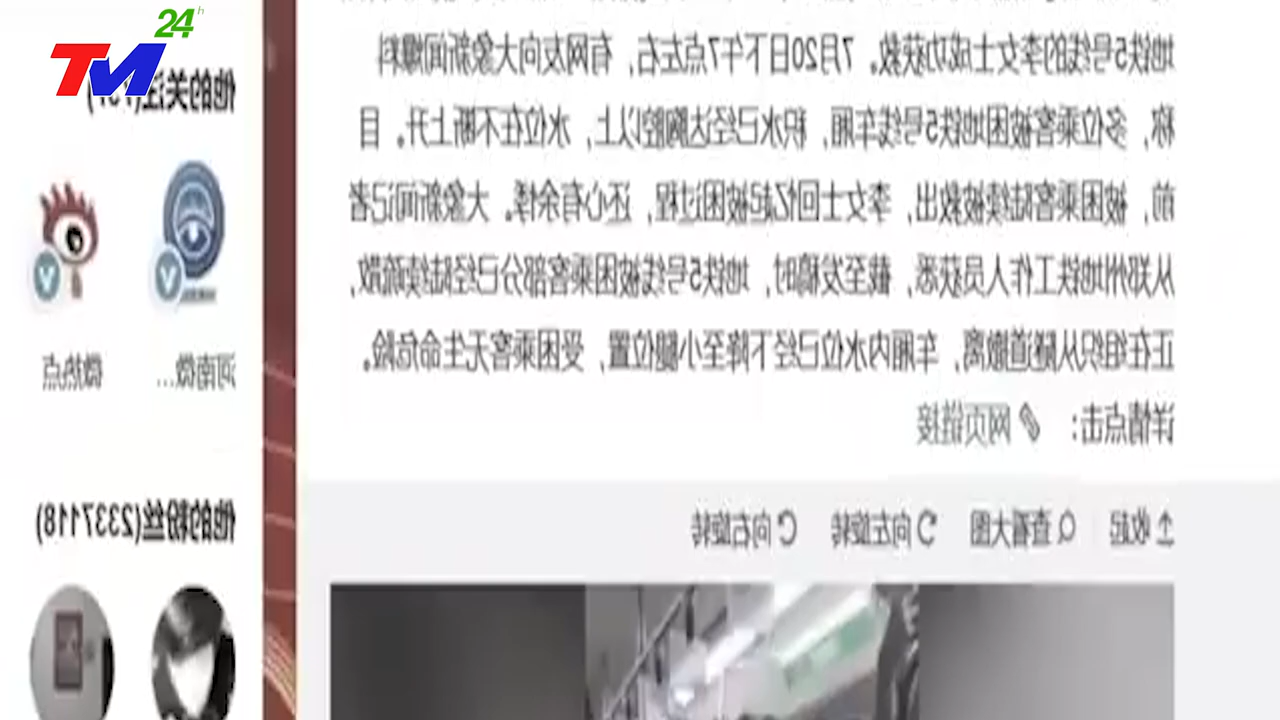 24h
TM
地铁5号线的李女士成功获救。7月20日下午7点左右，有网友向大象新闻爆料
称，多位乘客被困地铁5号线车厢，积水已经达胸腔以上，水位在不断上升。目
前，被困乘客陆续被救出，李女士回忆起被困过程，还心有余悸。大象新闻记者
从郑州地铁工作人员获悉，截至发稿时，地铁5号线被困乘客部分已经陆续疏散，
正在组织从隧道撤离，车厢内水位已经下降至小腿位置，受困乘客无生命危险。
详情点击：网页链接
收起 查看大图 向左旋转 向右旋转
他的关注
河南微... 微热点
他的粉丝(2337118)